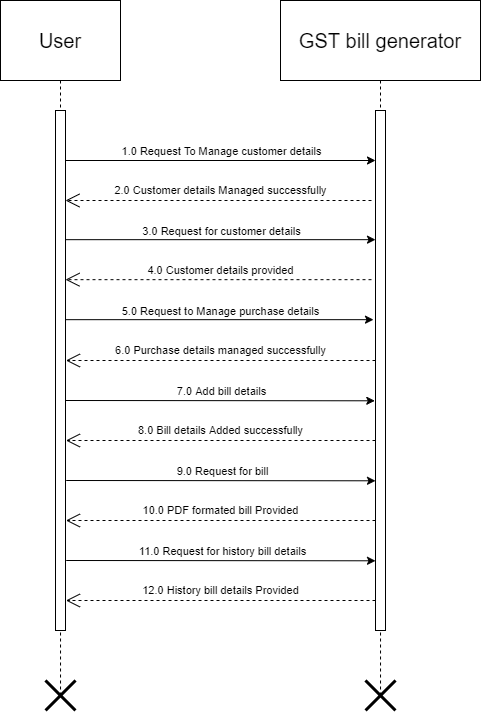 User
GST bill generator
1.0 Request To Manage customer details
2.0 Customer details Managed successfully
3.0 Request for customer details
4.0 Customer details provided
5.0 Request to Manage purchase details
6.0 Purchase details managed successfully
7.0 Add bill details
8.0 Bill details Added successfully
9.0 Request for bill
10.0 PDF formated bill Provided
11.0 Request for history bill details
12.0 History bill details Provided